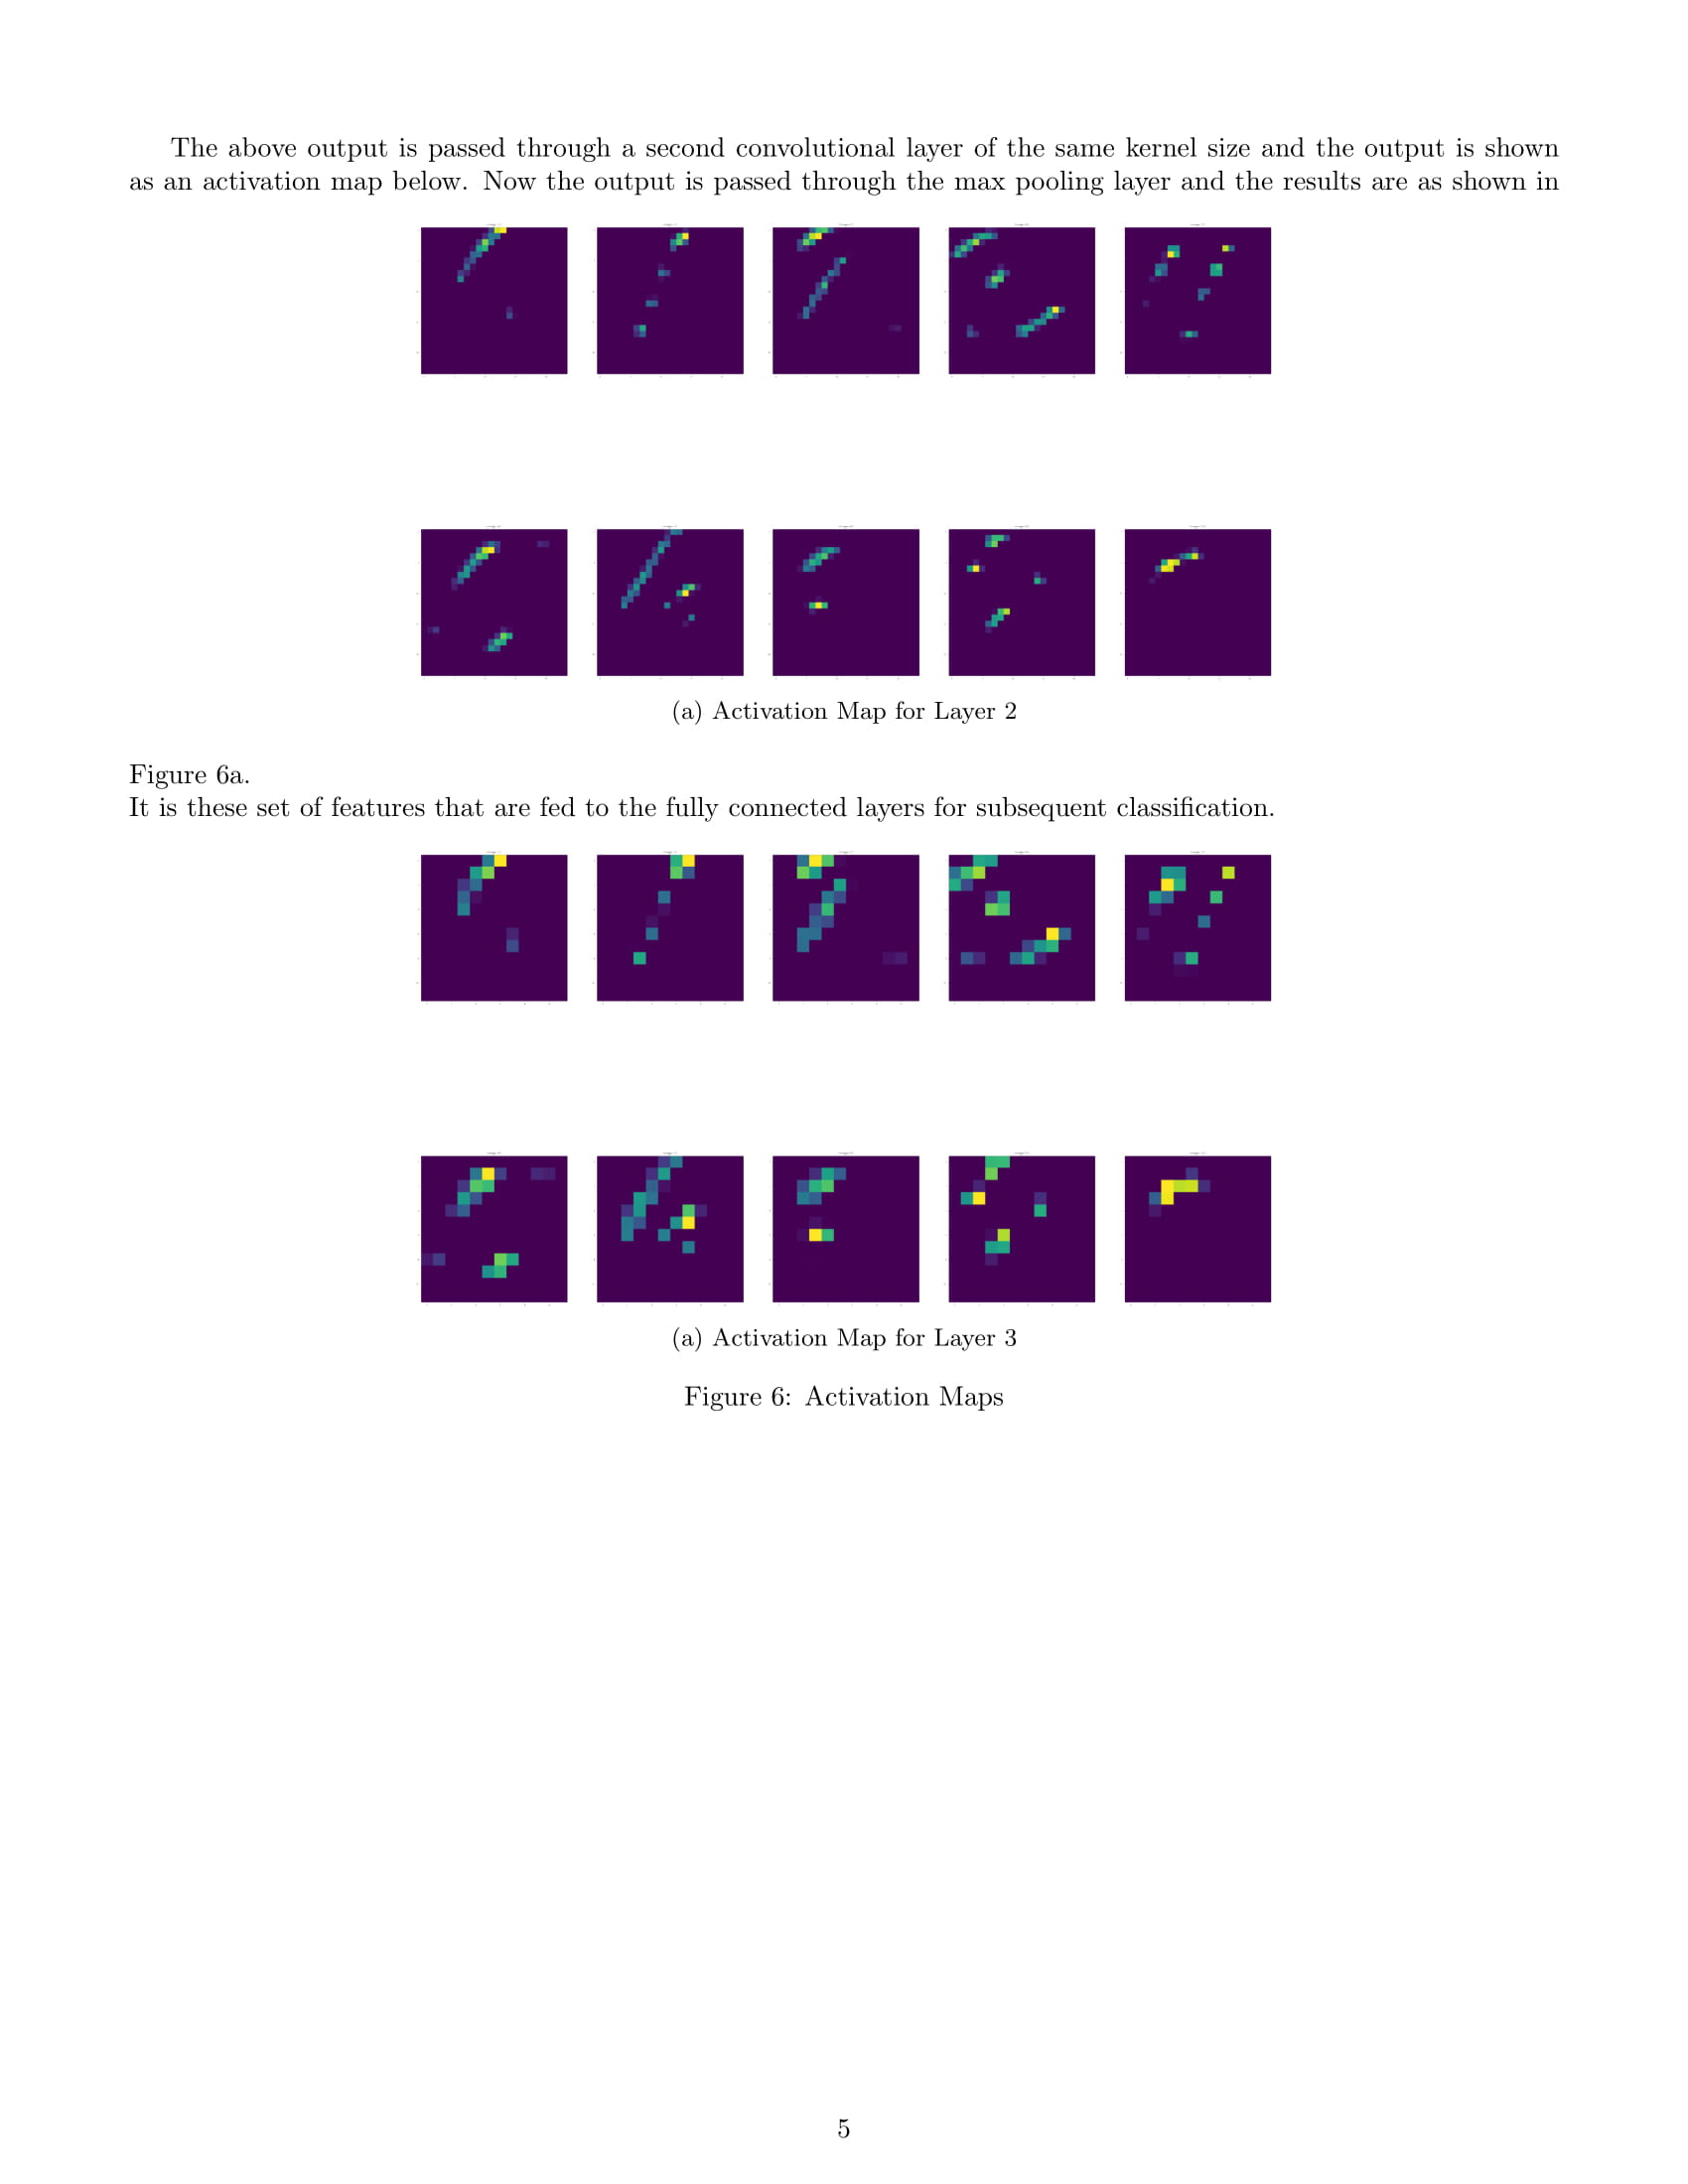 The above output is passed through a second convolutional layer of the same kernel size and the output is shown
as an activation map below. Now the output is passed through the max pooling layer and the results are as shown in
(a) Activation Map for Layer 2
Figure 6a.
It is these set of features that are fed to the fully connected layers for subsequent classification.
(a) Activation Map for Layer 3
Figure 6: Activation Maps
5